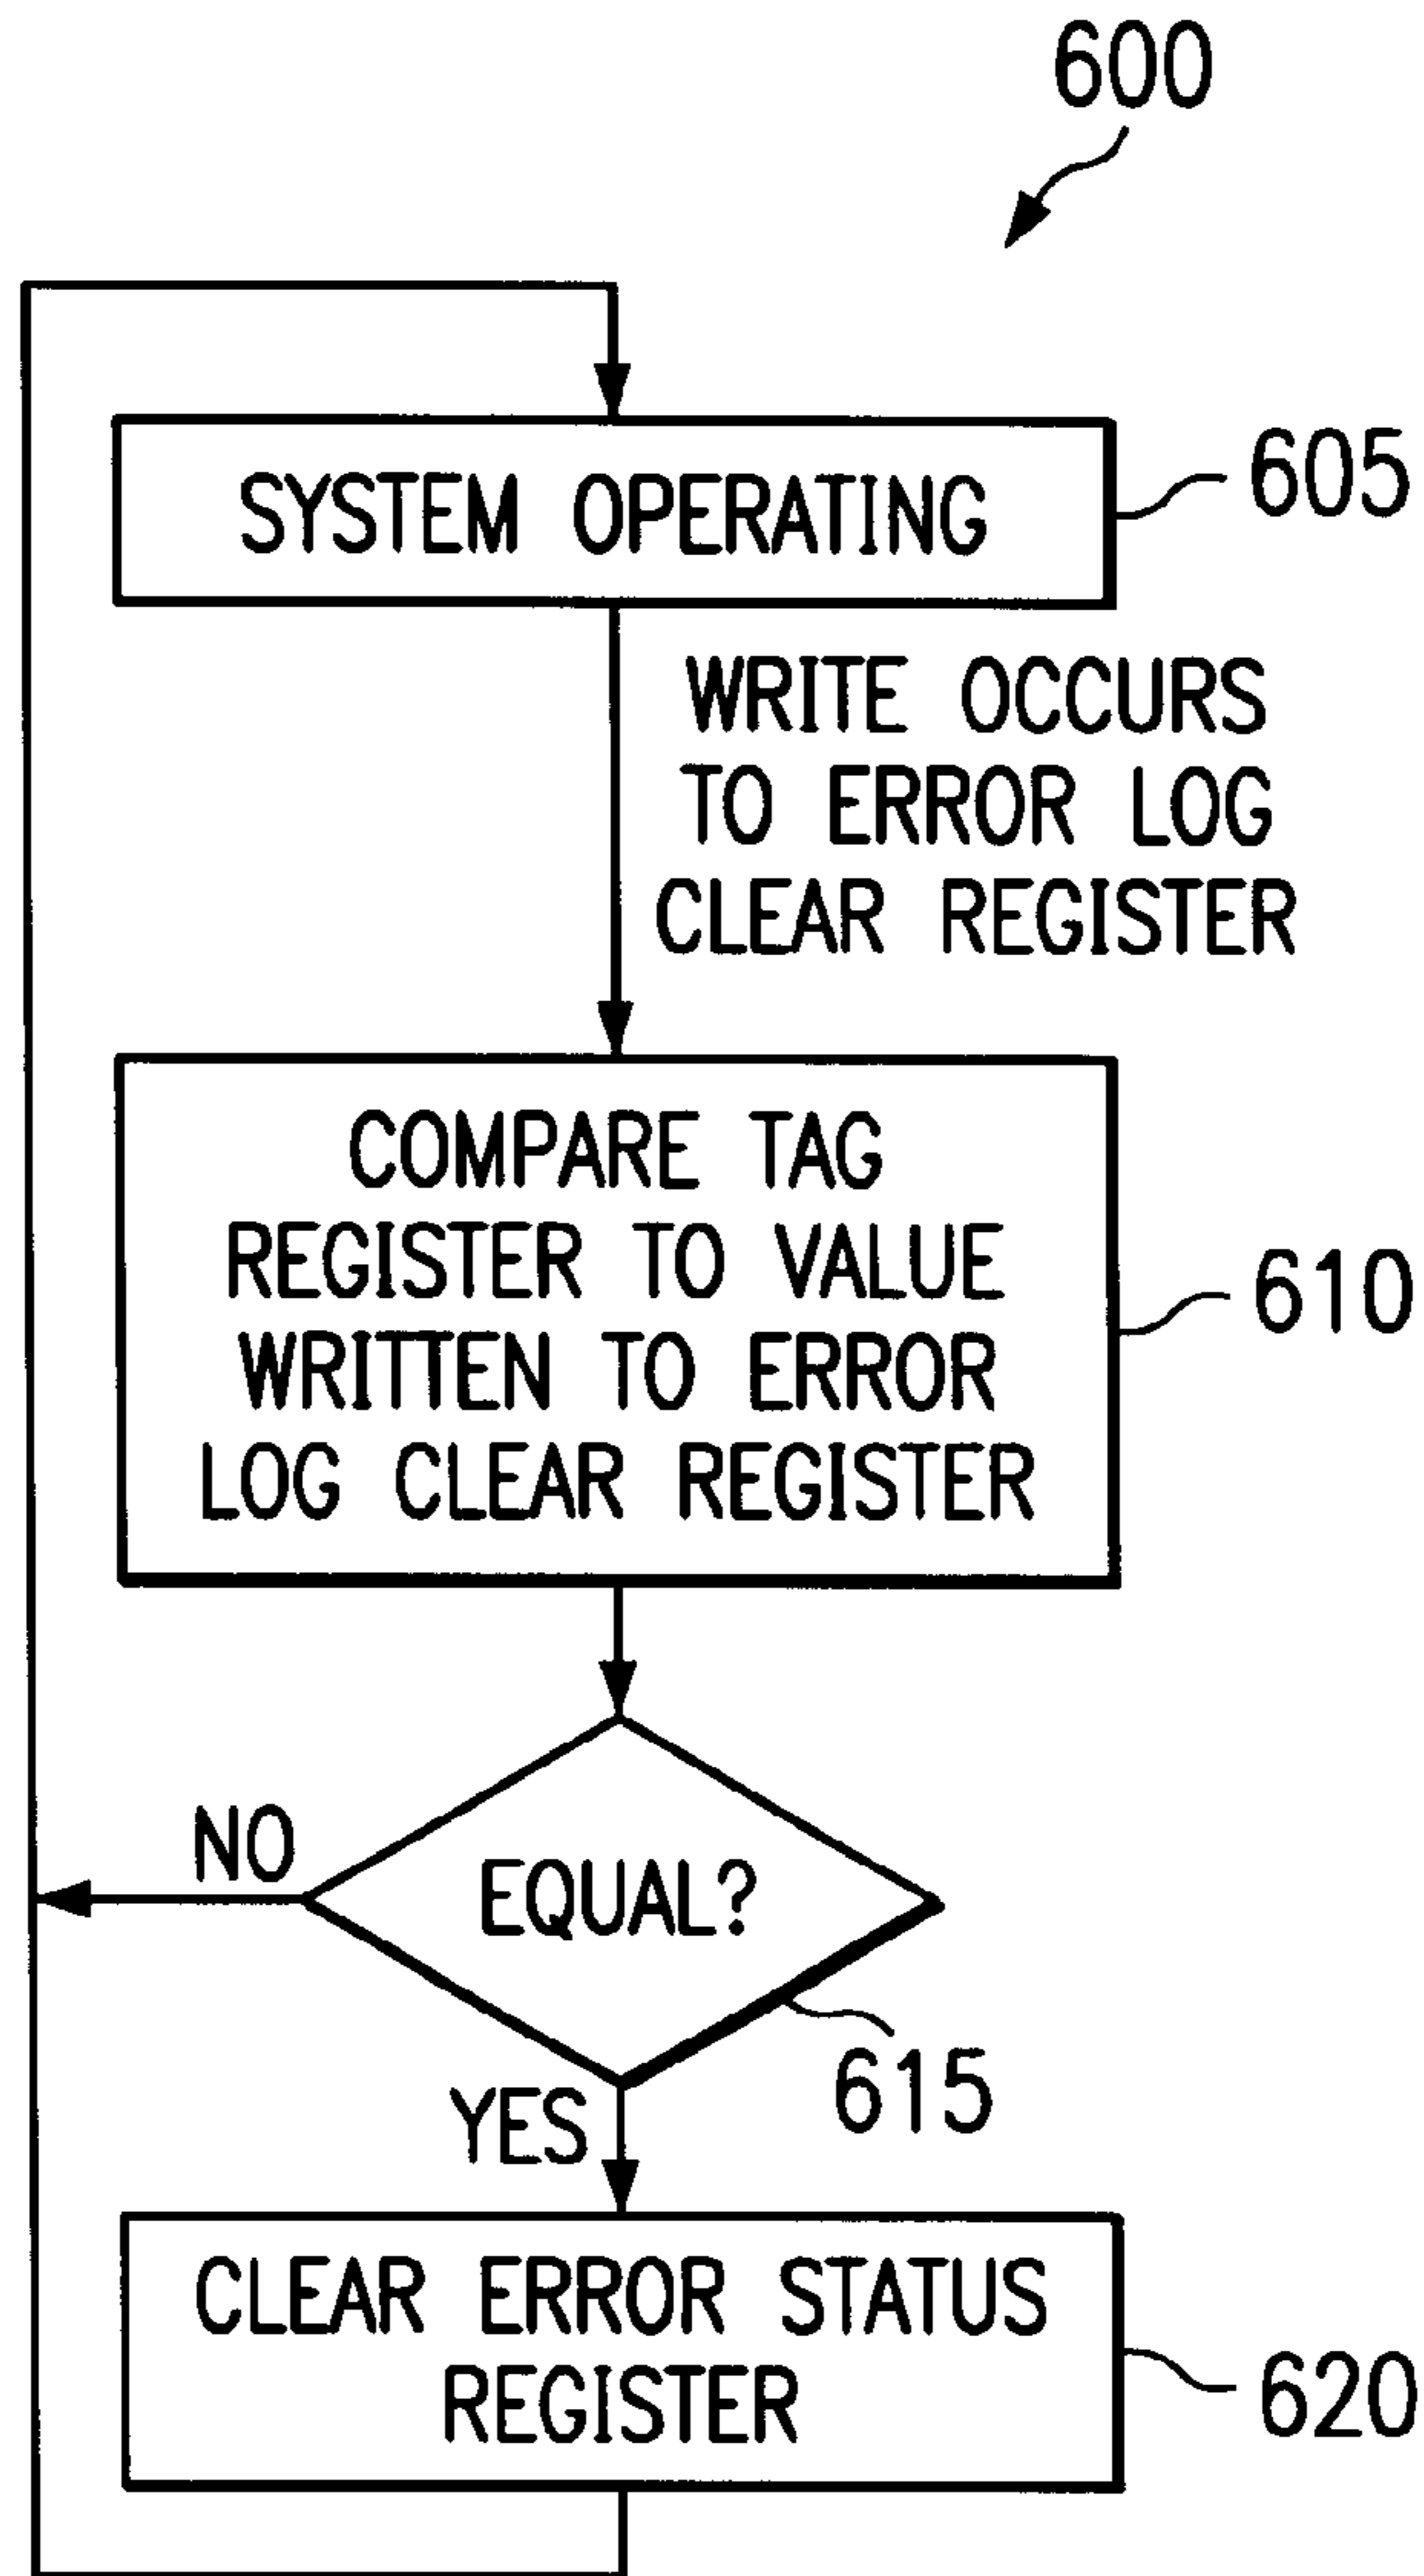 600
SYSTEM OPERATING
605
WRITE OCCURS
TO ERROR LOG
CLEAR REGISTER
COMPARE TAG
REGISTER TO VALUE
WRITTEN TO ERROR
LOG CLEAR REGISTER
610
NO
EQUAL?
615
YES
CLEAR ERROR STATUS
REGISTER
620